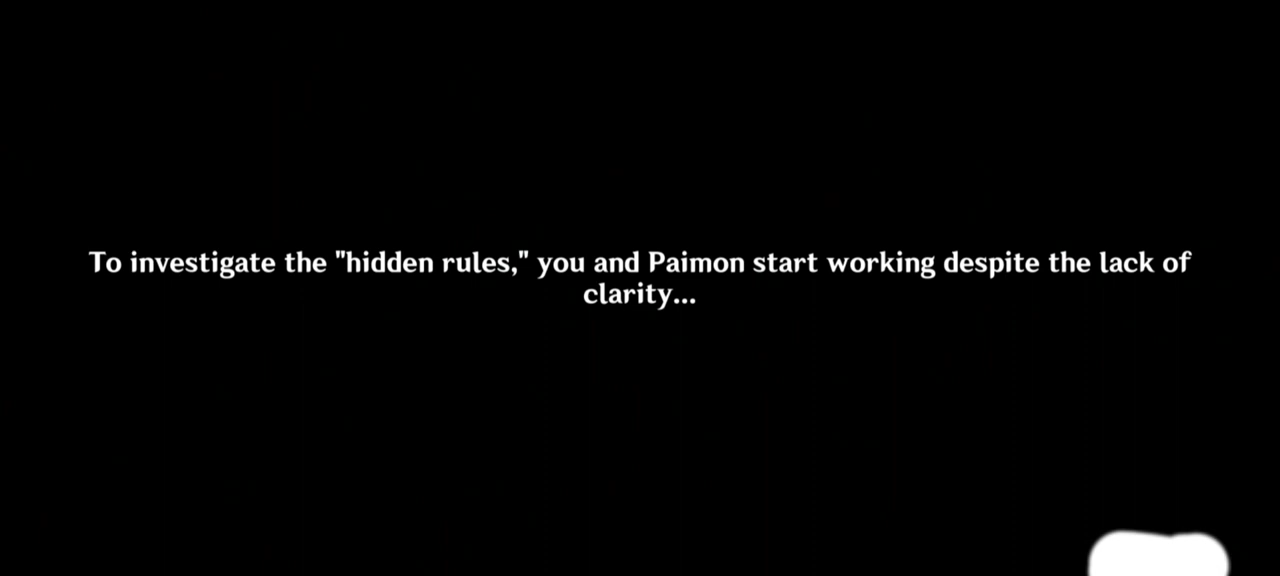 To investigate the "hidden rules," you and Paimon start working despite the lack of
clarity...